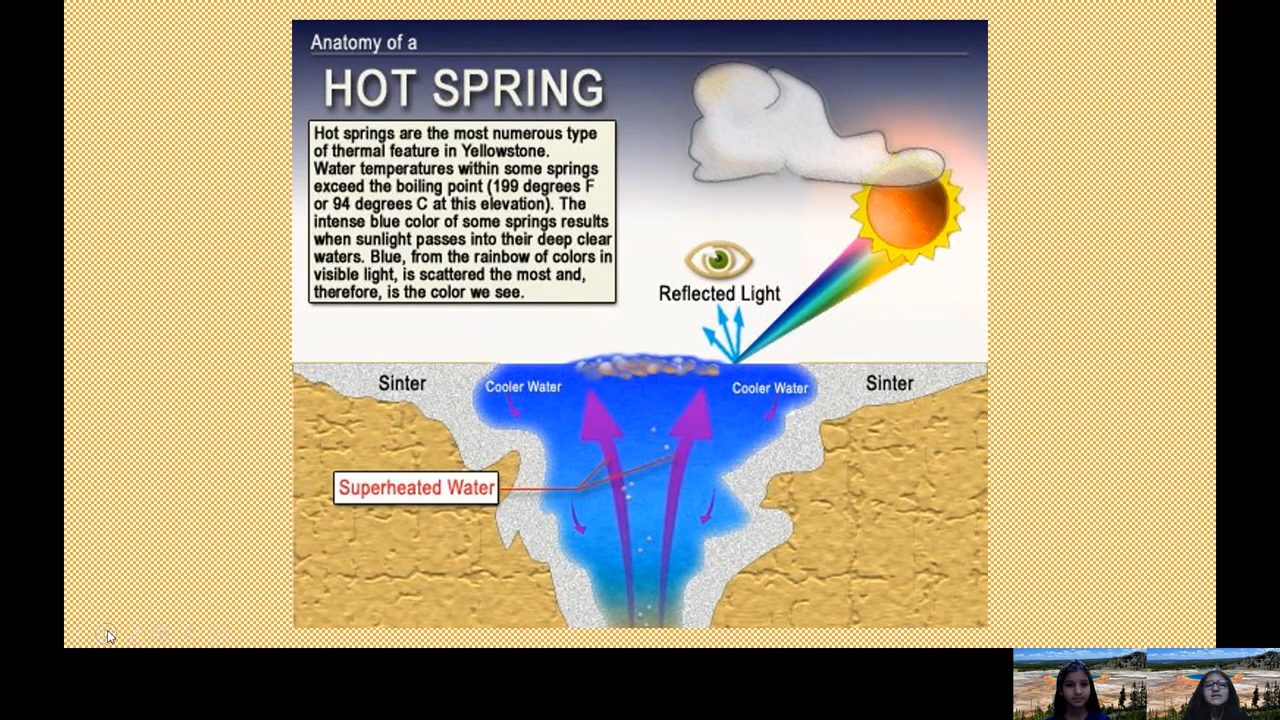 Anatomy of a
HOT SPRING
Hot springs are the most numerous type
of thermal feature in Yellowstone.
Water temperatures within some springs
exceed the boiling point (199 degrees F
or 94 degrees C at this elevation). The
intense blue color of some springs results
when sunlight passes into their deep clear
waters. Blue, from the rainbow of colors in
visible light, is scattered the most and,
therefore, is the color we see.
Reflected Light
Sinter
Cooler Water
Cooler Water
Sinter
Superheated Water